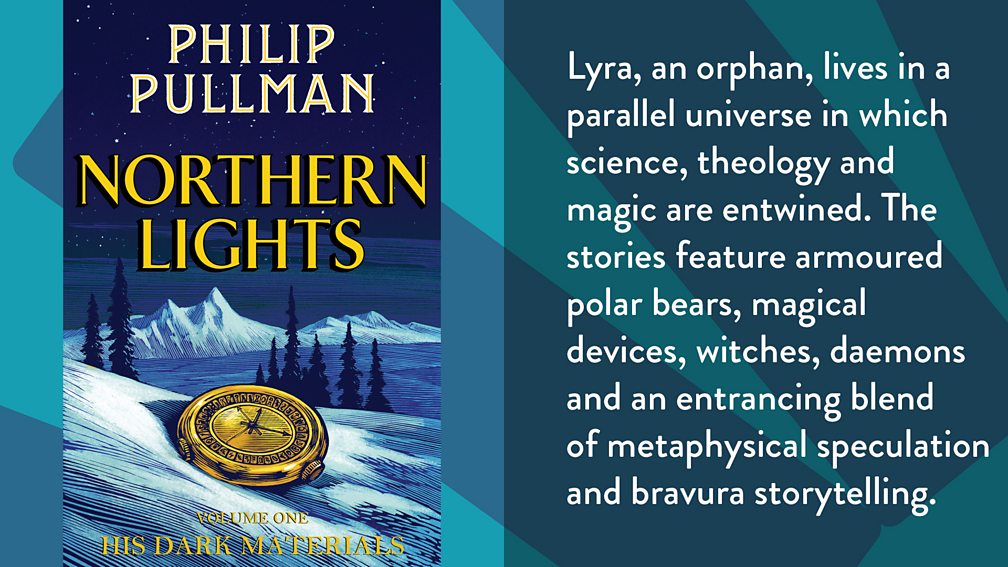 PHILIP
PULLMAN
NORTHERN
LIGHTS
VOLUME ONE
HIS DARK MATERIALS
Lyra, an orphan, lives in a
parallel universe in which
science, theology and
magic are entwined. The
stories feature armoured
polar bears, magical
devices, witches, daemons
and an entrancing blend
of metaphysical speculation
and bravura storytelling.